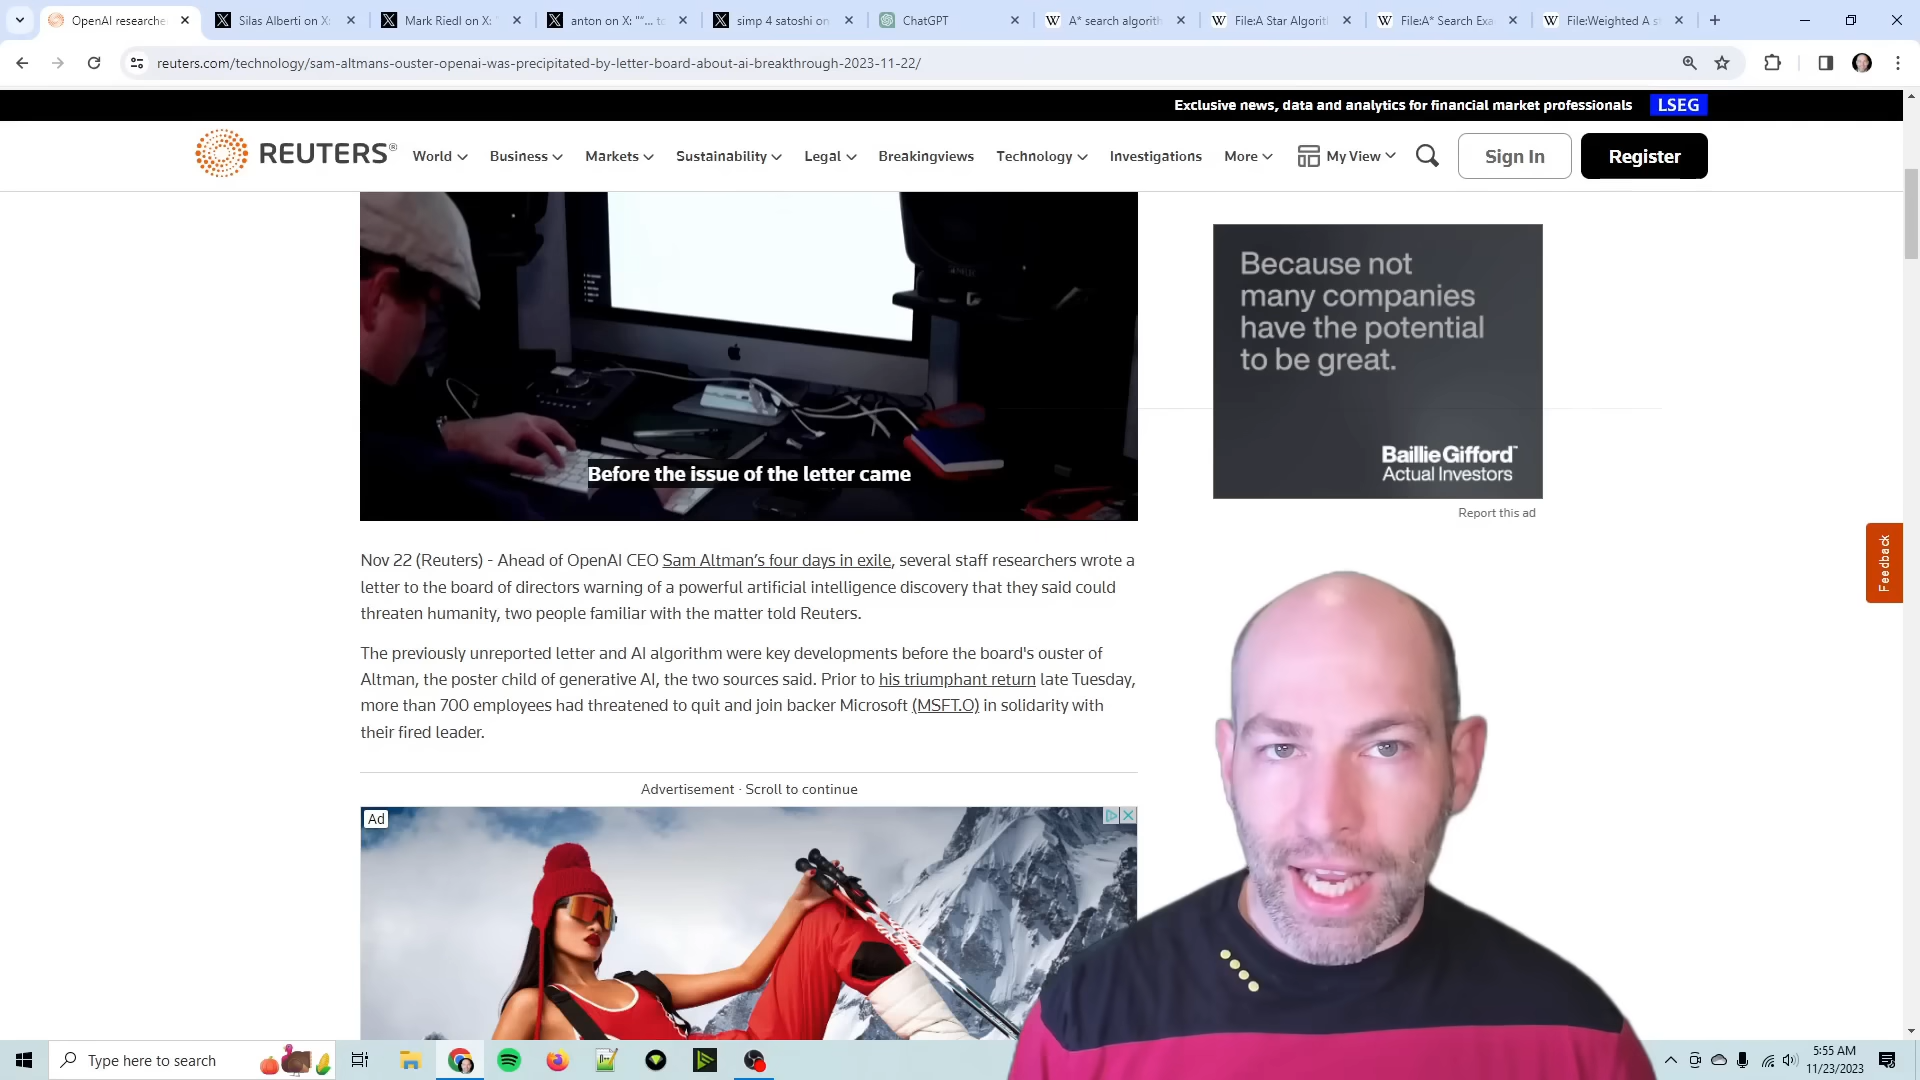 OpenAI researche
Silas Alberti on X:
Mark Riedl on X: "
anton on X: "“… to
simp 4 satoshi on
ChatGPT
A* search algorith
File:A Star Algorit
File:A* Search Exa
File:Weighted A s
reuters.com/technology/sam-altmans-ouster-openai-was-precipitated-by-letter-board-about-ai-breakthrough-2023-11-22/
Exclusive news, data and analytics for financial market professionals LSEG
REUTERS®
World
Business
Markets
Sustainability
Legal
Breakingviews
Technology
Investigations
More
My View
Sign In
Register
Before the issue of the letter came
Because not
many companies
have the potential
to be great.
Baillie Gifford™
Actual Investors
Report this ad
Feedback
Nov 22 (Reuters) - Ahead of OpenAI CEO Sam Altman’s four days in exile, several staff researchers wrote a
letter to the board of directors warning of a powerful artificial intelligence discovery that they said could
threaten humanity, two people familiar with the matter told Reuters.
The previously unreported letter and AI algorithm were key developments before the board's ouster of
Altman, the poster child of generative AI, the two sources said. Prior to his triumphant return late Tuesday,
more than 700 employees had threatened to quit and join backer Microsoft (MSFT.O) in solidarity with
their fired leader.
Advertisement · Scroll to continue
Ad
Type here to search
5:55 AM
11/23/2023